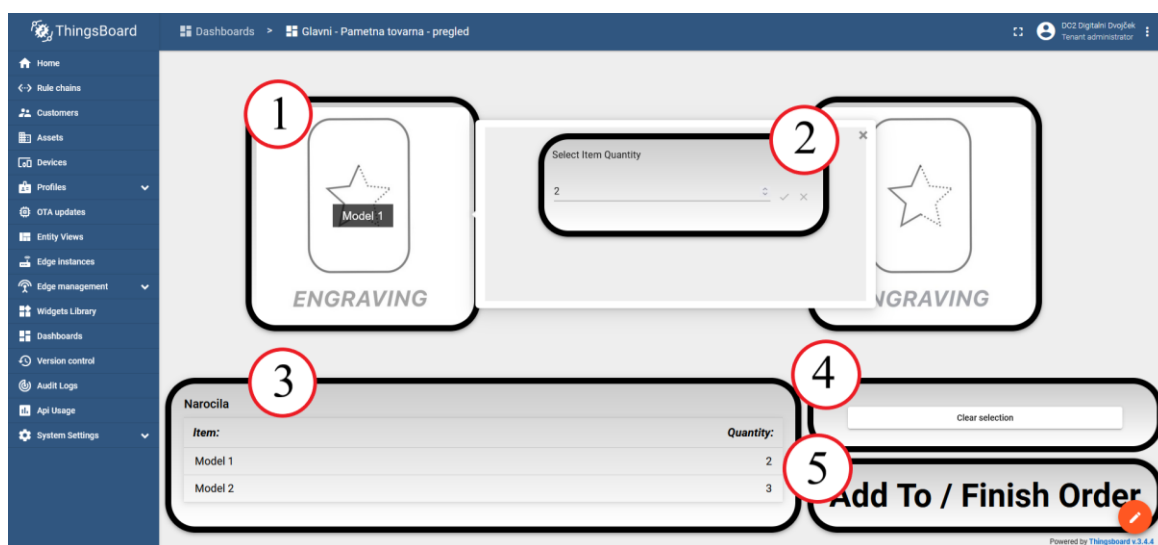 ThingsBoard
Dashboards > Glavni - Pametna tovarna - pregled
DC2 Digitalni Dvojček
Tenant administrator
Home
Rule chains
Customers
Assets
Devices
Profiles
OTA updates
Entity Views
Edge instances
Edge management
Widgets Library
Dashboards
Version control
Audit Logs
Api Usage
System Settings
1
Model 1
ENGRAVING
2
Select Item Quantity
2
NGRAVING
3
Narocila
Item: Quantity:
Model 1 2
Model 2 3
4
Clear selection
5
Add To / Finish Order
Powered by Thingsboard v.3.4.4